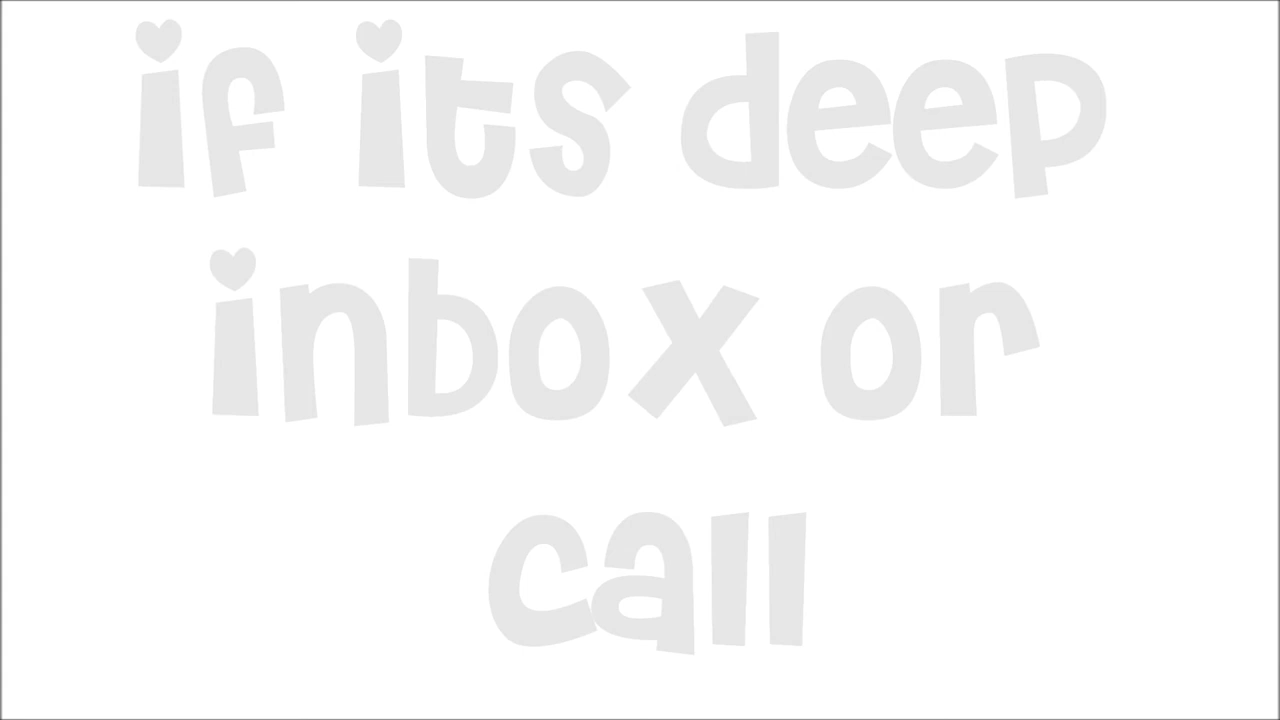 if its deep
inbox or
call